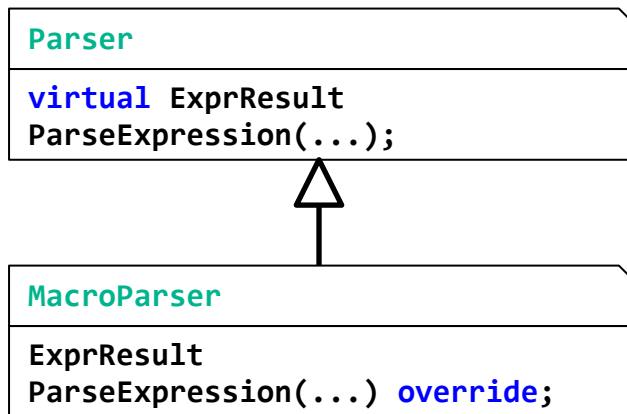 Parser
virtual ExprResult
ParseExpression(...);
MacroParser
ExprResult
ParseExpression(...) override;